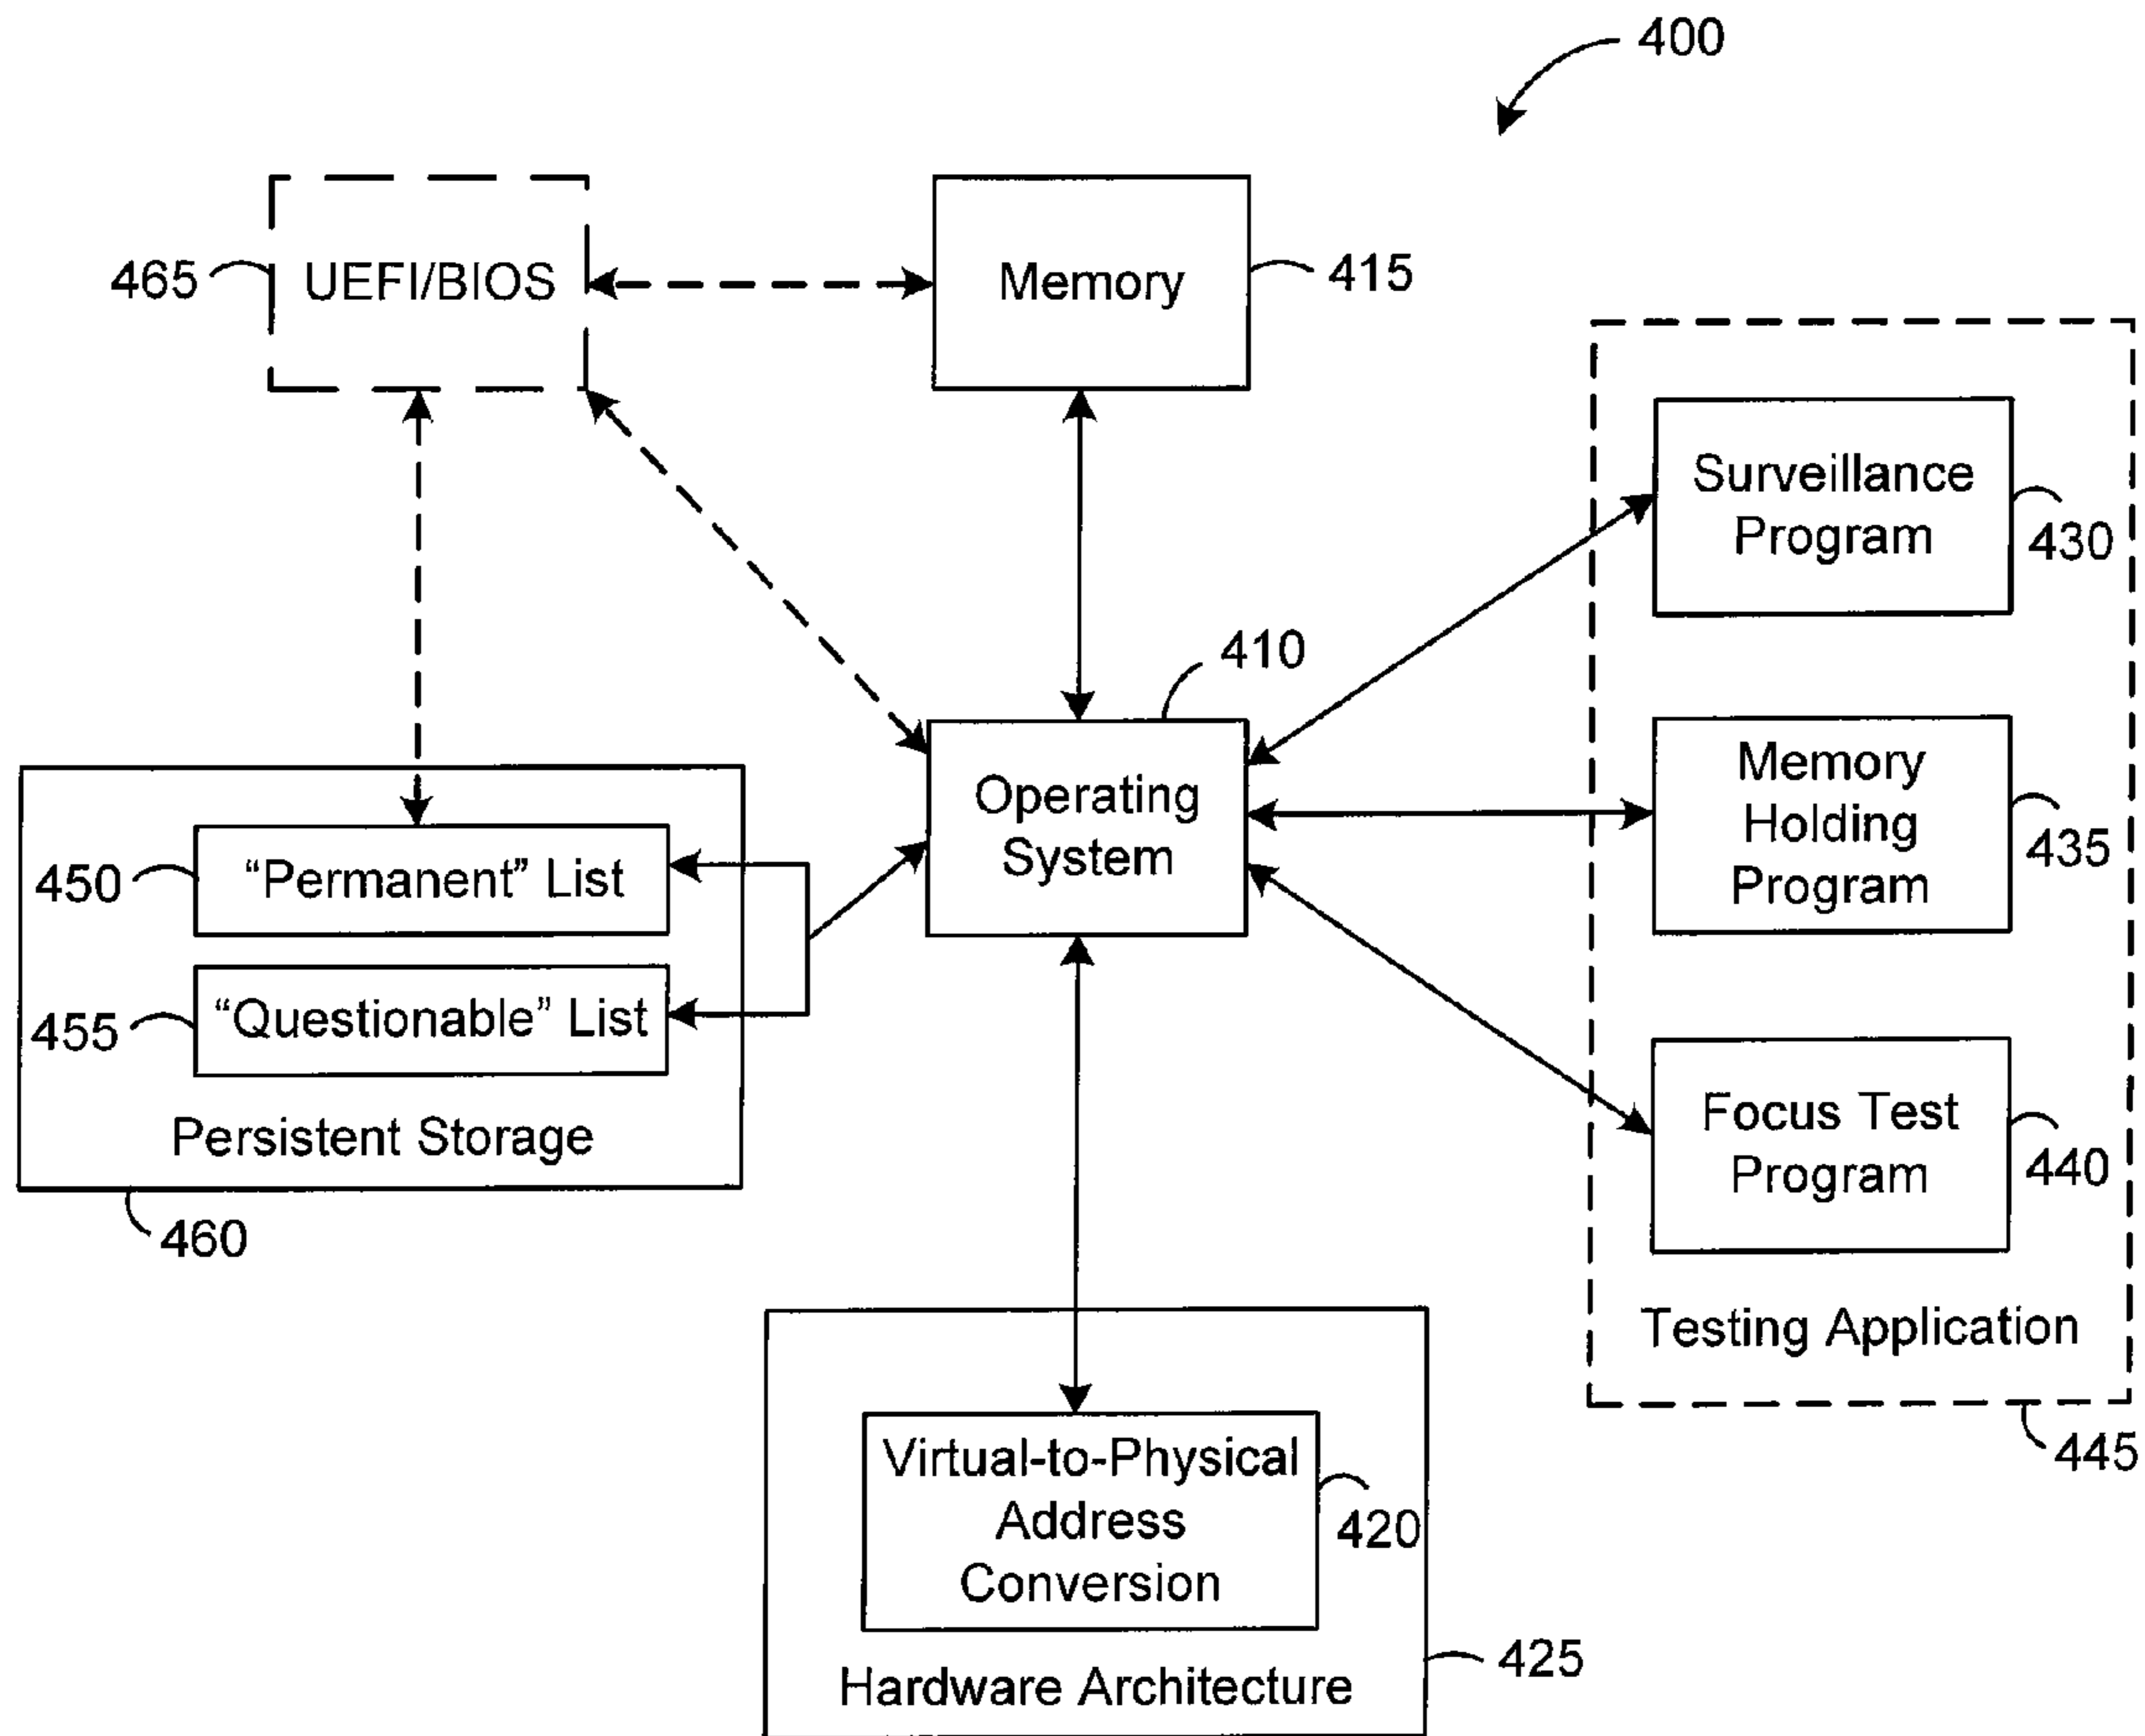 400
465
UEFI/BIOS
Memory
415
Surveillance
Program
430
410
Operating
System
Memory
Holding
Program
435
450
“Permanent” List
455
“Questionable” List
Persistent Storage
460
Focus Test
Program
440
Testing Application
445
Virtual-to-Physical
Address
Conversion
420
Hardware Architecture
425